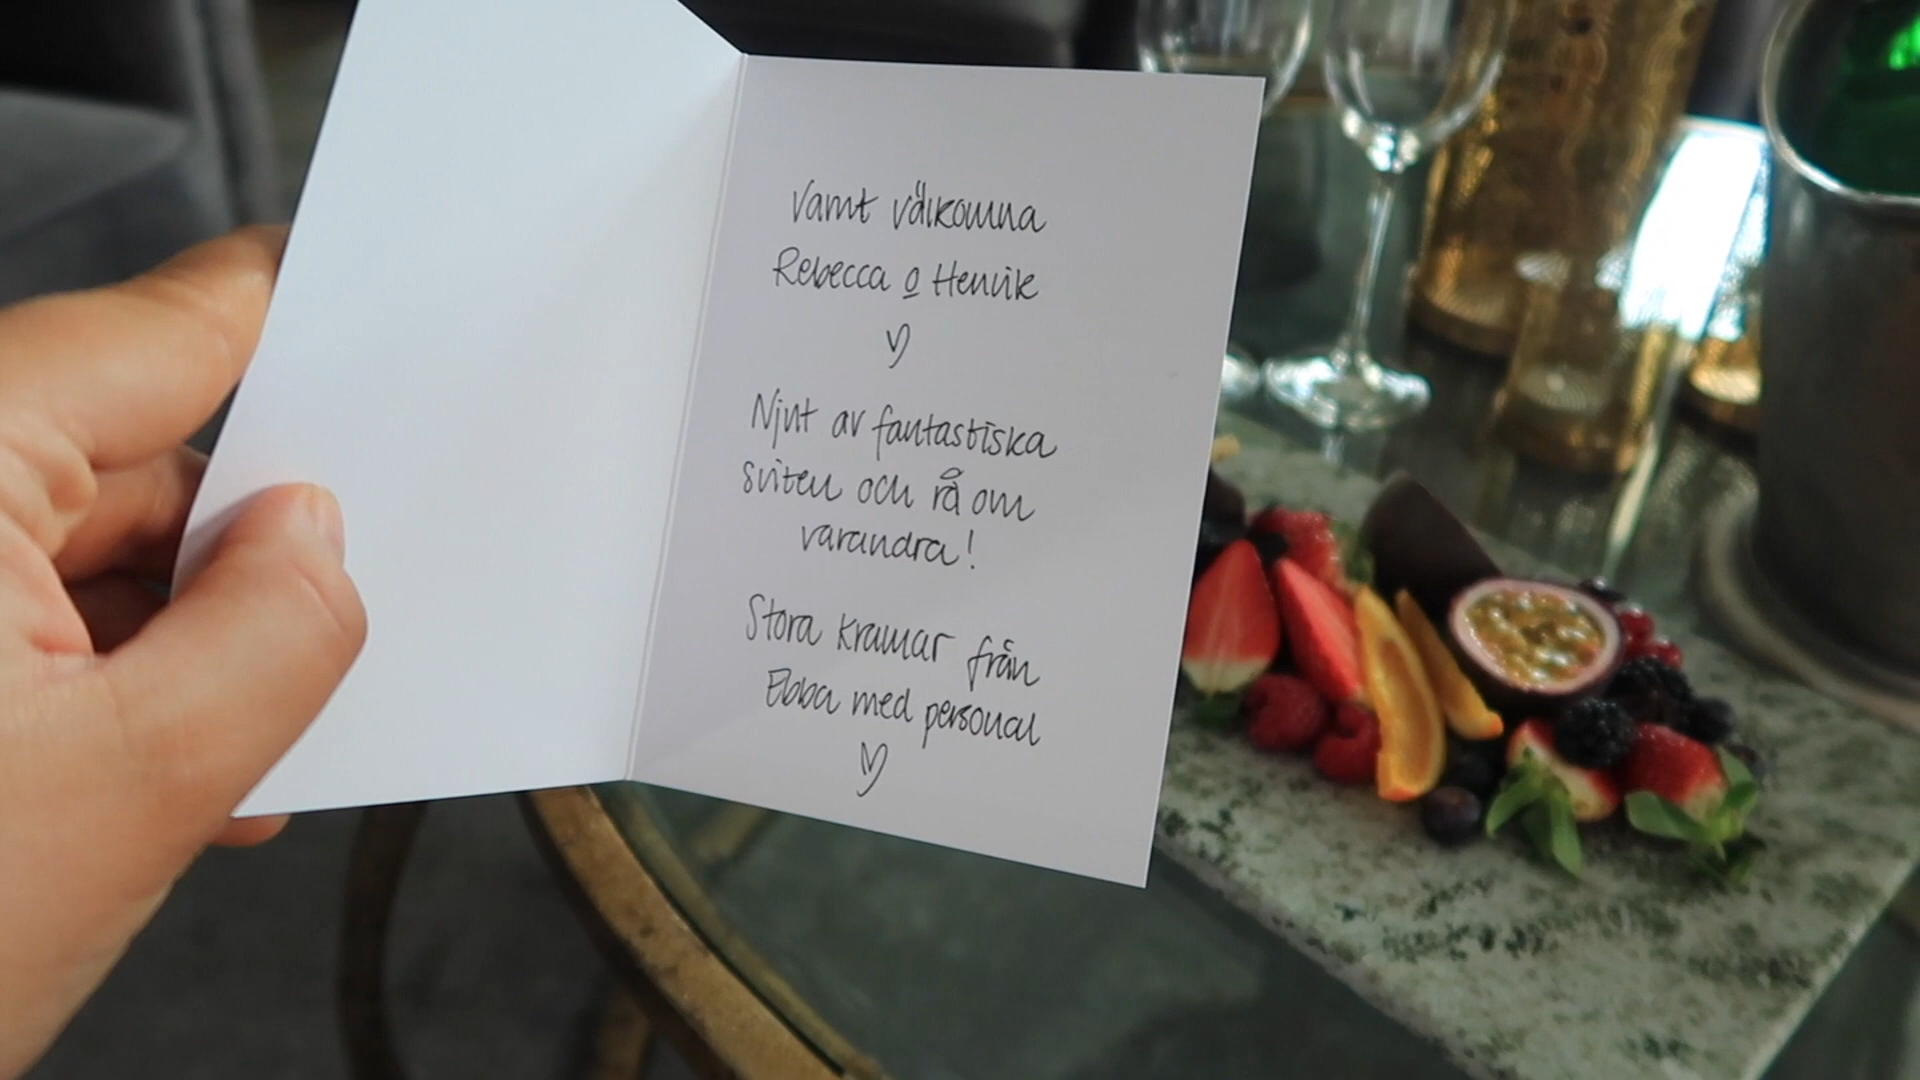 Varmt välkomna
Rebecca o Henrik
Njut av fantastiska
sviten och rå om
varandra!
Stora kramar från
Ebba med personal